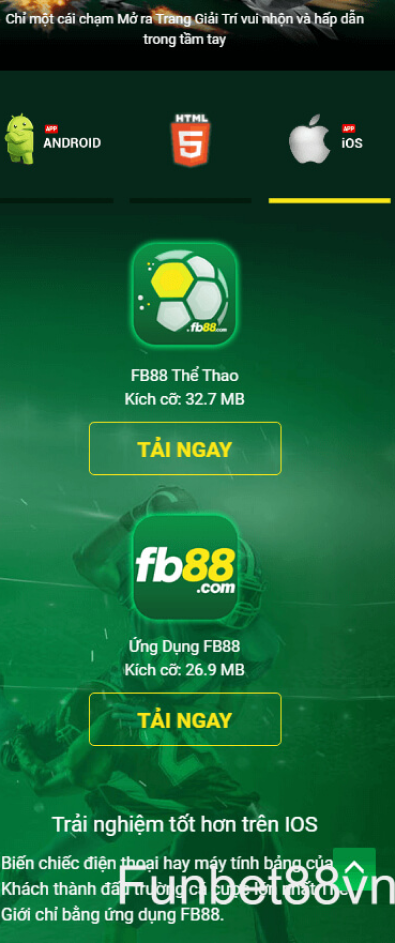 Chỉ một cái chạm Mở ra Trang Giải Trí vui nhộn và hấp dẫn
trong tầm tay
APP
ANDROID
HTML
5
APP
iOS
.fb88.com
FB88 Thể Thao
Kích cỡ: 32.7 MB
TẢI NGAY
fb88
.com
Ứng Dụng FB88
Kích cỡ: 26.9 MB
TẢI NGAY
Trải nghiệm tốt hơn trên IOS
Biến chiếc điện thoại hay máy tính bảng của
Khách thành đấu trường cá cược lớn nhất
Giới chỉ bằng ứng dụng FB88.
Funbet88vn